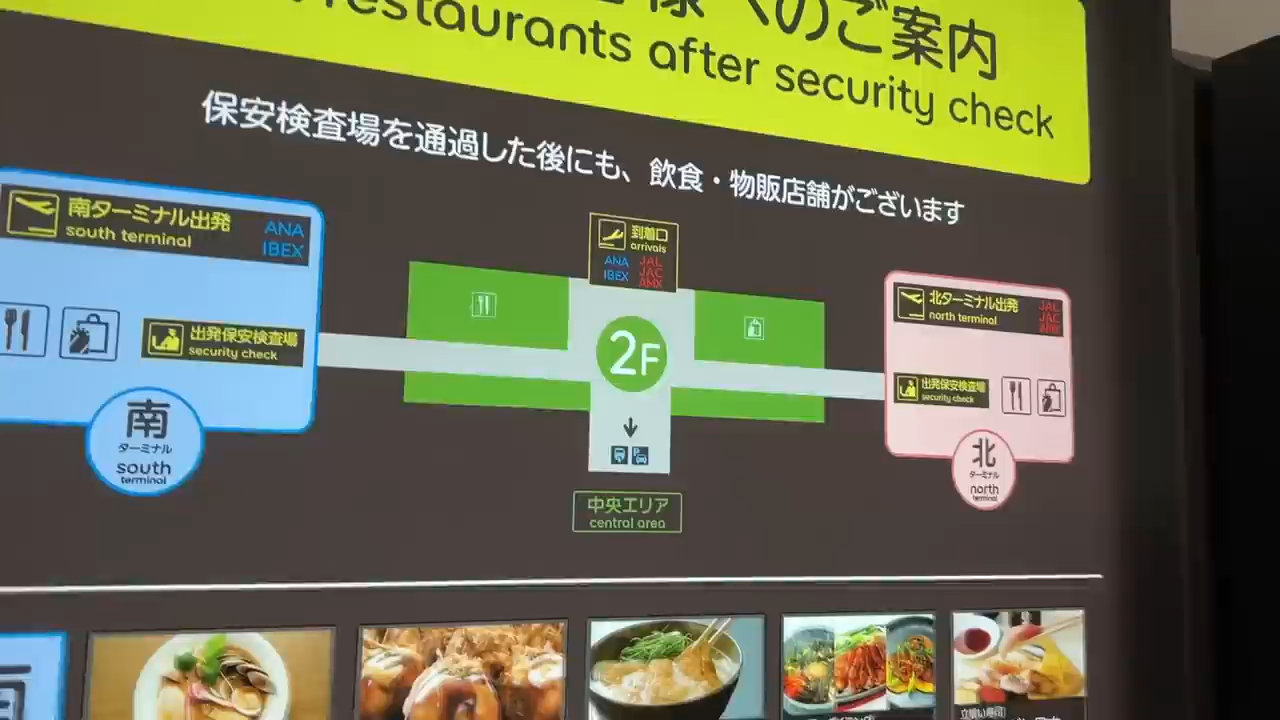 様へのご案内
restaurants after security check
保安検査場を通過した後にも、飲食・物販店舗がございます
南ターミナル出発
south terminal
ANA
IBEX
出発保安検査場
security check
南
ターミナル
south
terminal
到着口
arrivals
ANA
IBEX
JAL
JAC
AMX
2F
中央エリア
central area
北ターミナル出発
north terminal
JAL
JAC
AMX
出発保安検査場
security check
北
ターミナル
north
terminal
立喰い寿司